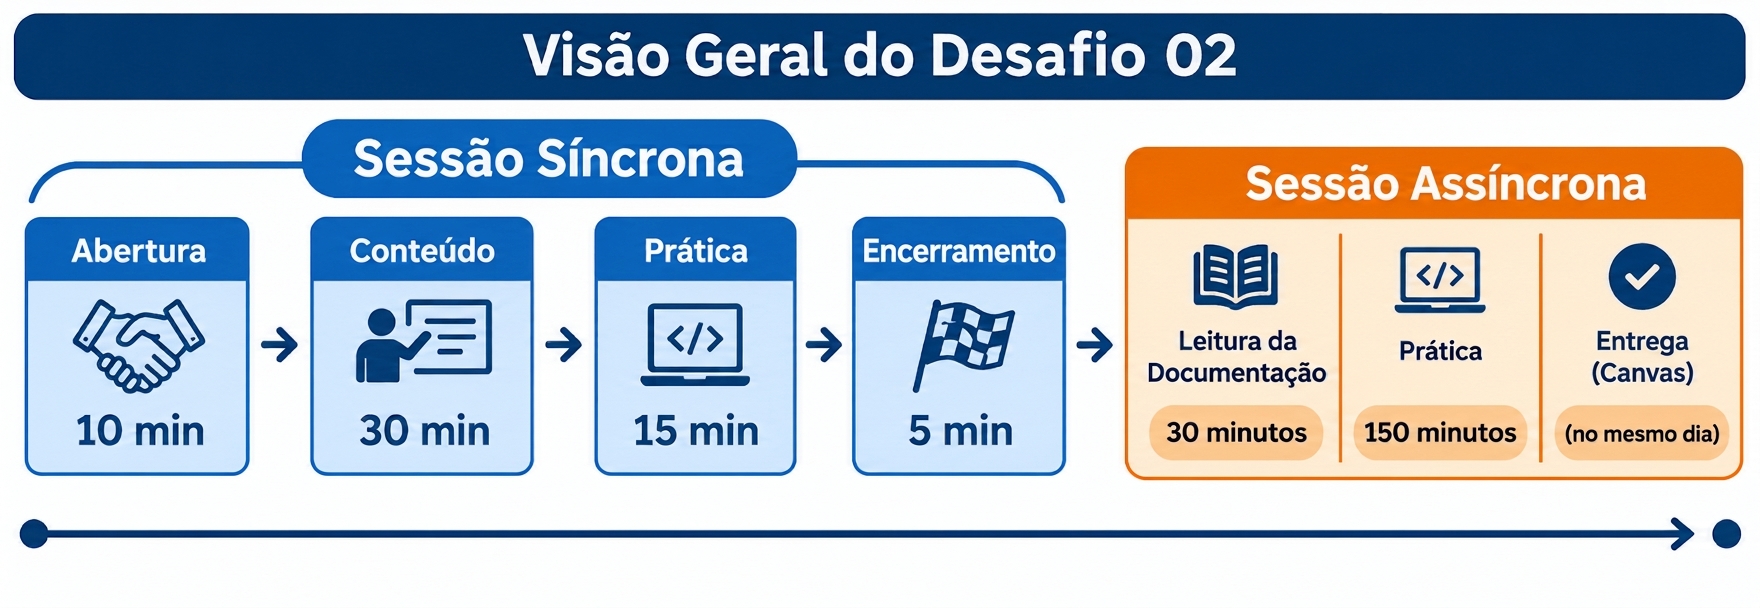 Visão Geral do Desafio 02
Sessão Síncrona
Abertura
10 min
Conteúdo
30 min
Prática
</>
15 min
Encerramento
5 min
Sessão Assíncrona
Leitura da
Documentação
30 minutos
</>
Prática
150 minutos
Entrega
(Canvas)
(no mesmo dia)